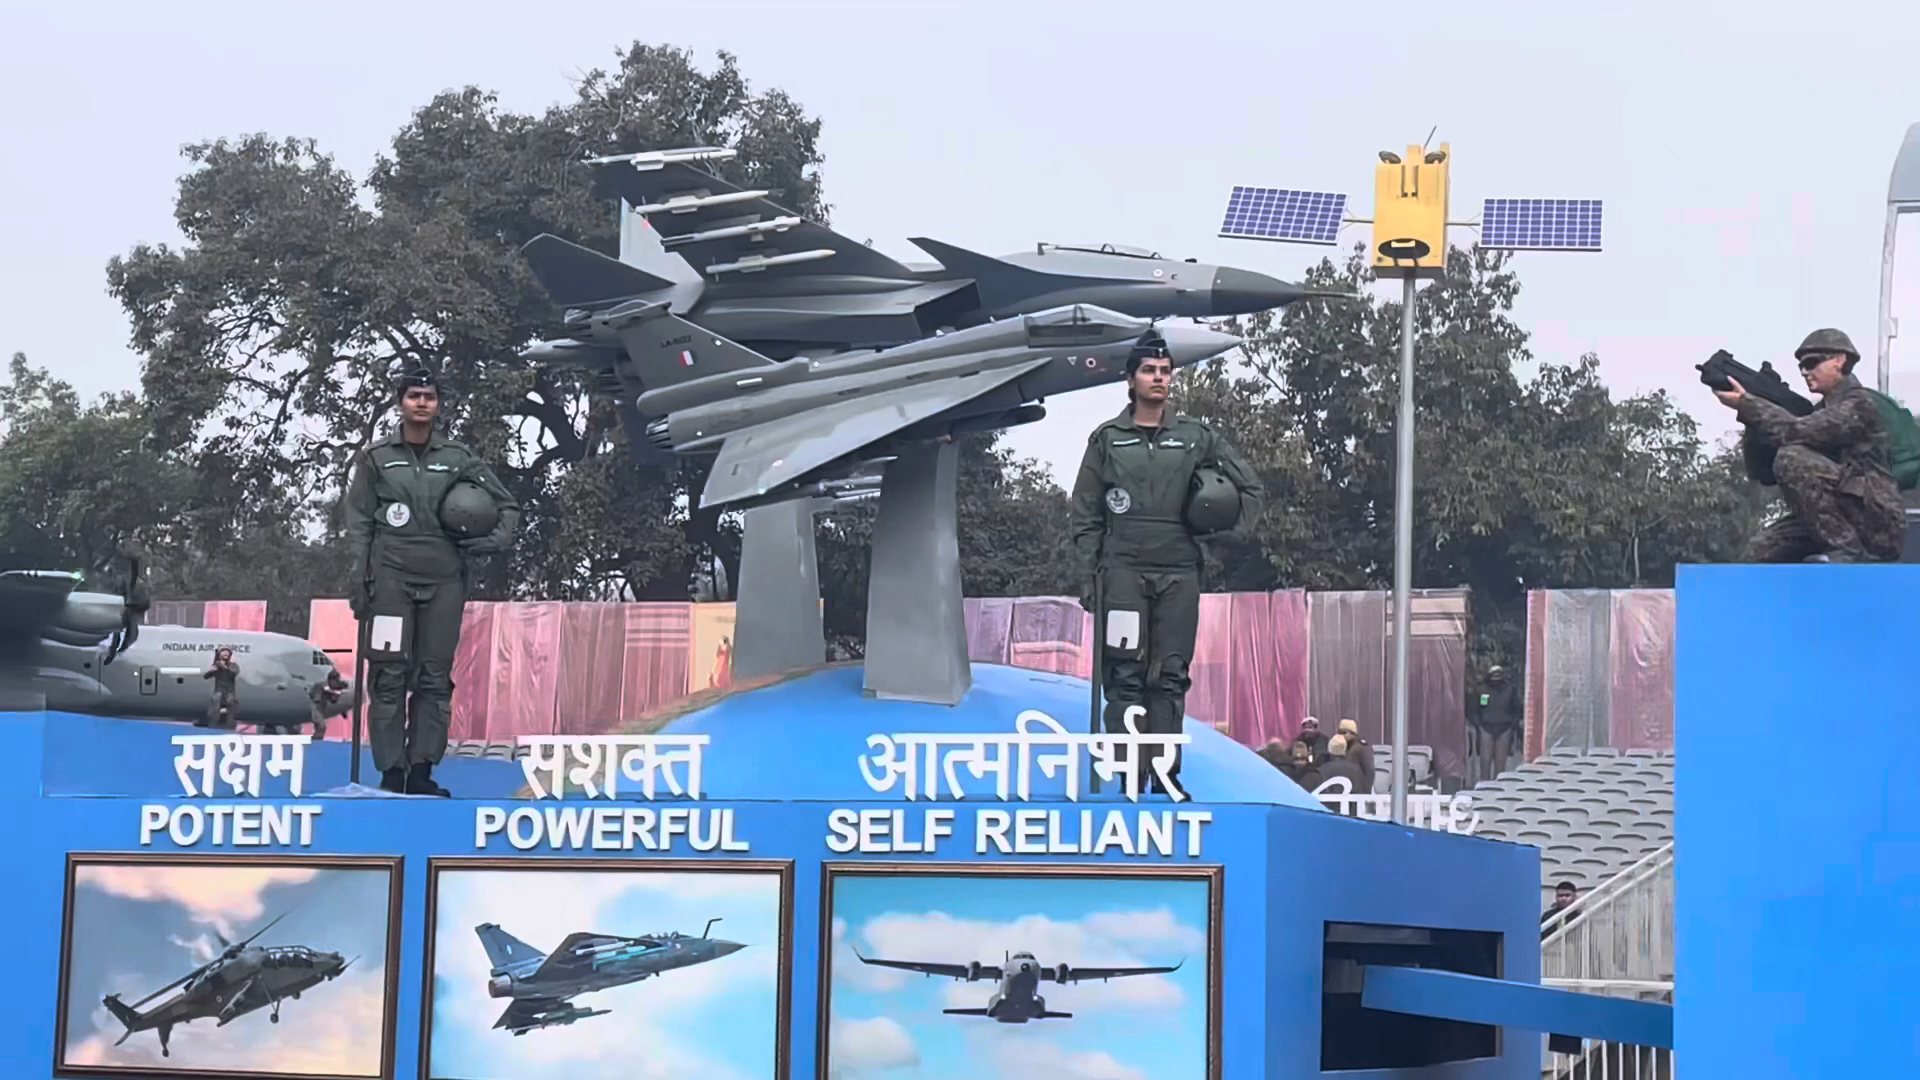 INDIAN AIR FORCE
सक्षम सशक्त आत्मनिर्भर
POTENT POWERFUL SELF RELIANT